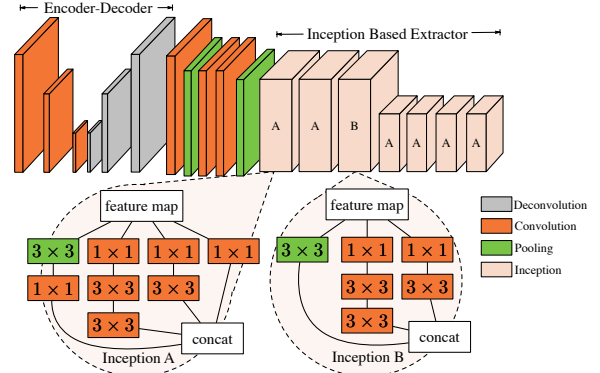 Encoder-Decoder
Inception Based Extractor
A A B A A A A
feature map
3 × 3 1 × 1 1 × 1 1 × 1
1 × 1 3 × 3 3 × 3
3 × 3
concat
Inception A
feature map
3 × 3 1 × 1 1 × 1
3 × 3 3 × 3
3 × 3
concat
Inception B
Deconvolution
Convolution
Pooling
Inception